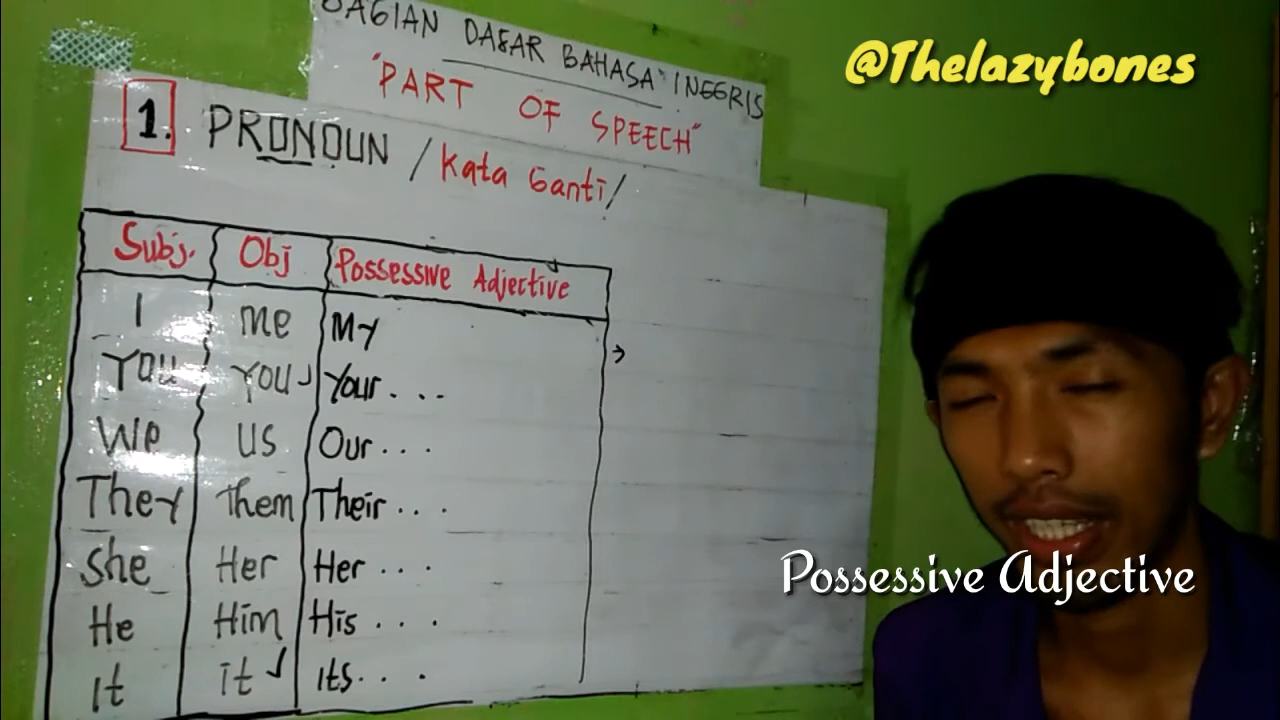 BAGIAN DASAR BAHASA INGGRIS
"PART OF SPEECH"
@Thelazybones
1. PRONOUN / Kata Ganti /
Subj. Obj Possessive Adjective
I me My
You You Your . . .
We us Our . . .
They them Their . . .
She Her Her . . .
He Him His . . .
It it Its . . .
Possessive Adjective